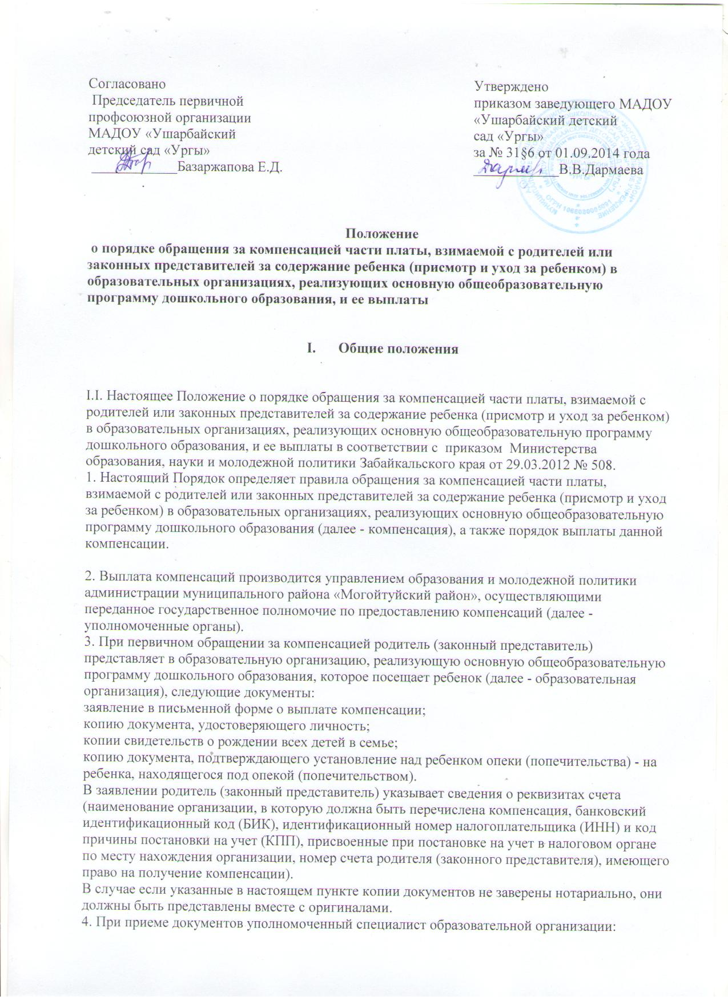 Согласовано
Председатель первичной
профсоюзной организации
МАДОУ «Ушарбайский
детский сад «Ургы»
____________Базаржапова Е.Д.
Утверждено
приказом заведующего МАДОУ
«Ушарбайский детский
сад «Ургы»
за № 31§6 от 01.09.2014 года
____________В.В.Дармаева
Положение
о порядке обращения за компенсацией части платы, взимаемой с родителей или
законных представителей за содержание ребенка (присмотр и уход за ребенком) в
образовательных организациях, реализующих основную общеобразовательную
программу дошкольного образования, и ее выплаты
I. Общие положения
I.I. Настоящее Положение о порядке обращения за компенсацией части платы, взимаемой с
родителей или законных представителей за содержание ребенка (присмотр и уход за ребенком)
в образовательных организациях, реализующих основную общеобразовательную программу
дошкольного образования, и ее выплаты в соответствии с приказом Министерства
образования, науки и молодежной политики Забайкальского края от 29.03.2012 № 508.
1. Настоящий Порядок определяет правила обращения за компенсацией части платы,
взимаемой с родителей или законных представителей за содержание ребенка (присмотр и уход
за ребенком) в образовательных организациях, реализующих основную общеобразовательную
программу дошкольного образования (далее - компенсация), а также порядок выплаты данной
компенсации.
2. Выплата компенсаций производится управлением образования и молодежной политики
администрации муниципального района «Могойтуйский район», осуществляющими
переданное государственное полномочие по предоставлению компенсаций (далее -
уполномоченные органы).
3. При первичном обращении за компенсацией родитель (законный представитель)
представляет в образовательную организацию, реализующую основную общеобразовательную
программу дошкольного образования, которое посещает ребенок (далее - образовательная
организация), следующие документы:
заявление в письменной форме о выплате компенсации;
копию документа, удостоверяющего личность;
копии свидетельств о рождении всех детей в семье;
копию документа, подтверждающего установление над ребенком опеки (попечительства) - на
ребенка, находящегося под опекой (попечительством).
В заявлении родитель (законный представитель) указывает сведения о реквизитах счета
(наименование организации, в которую должна быть перечислена компенсация, банковский
идентификационный код (БИК), идентификационный номер налогоплательщика (ИНН) и код
причины постановки на учет (КПП), присвоенные при постановке на учет в налоговом органе
по месту нахождения организации, номер счета родителя (законного представителя), имеющего
право на получение компенсации).
В случае если указанные в настоящем пункте копии документов не заверены нотариально, они
должны быть представлены вместе с оригиналами.
4. При приеме документов уполномоченный специалист образовательной организации: